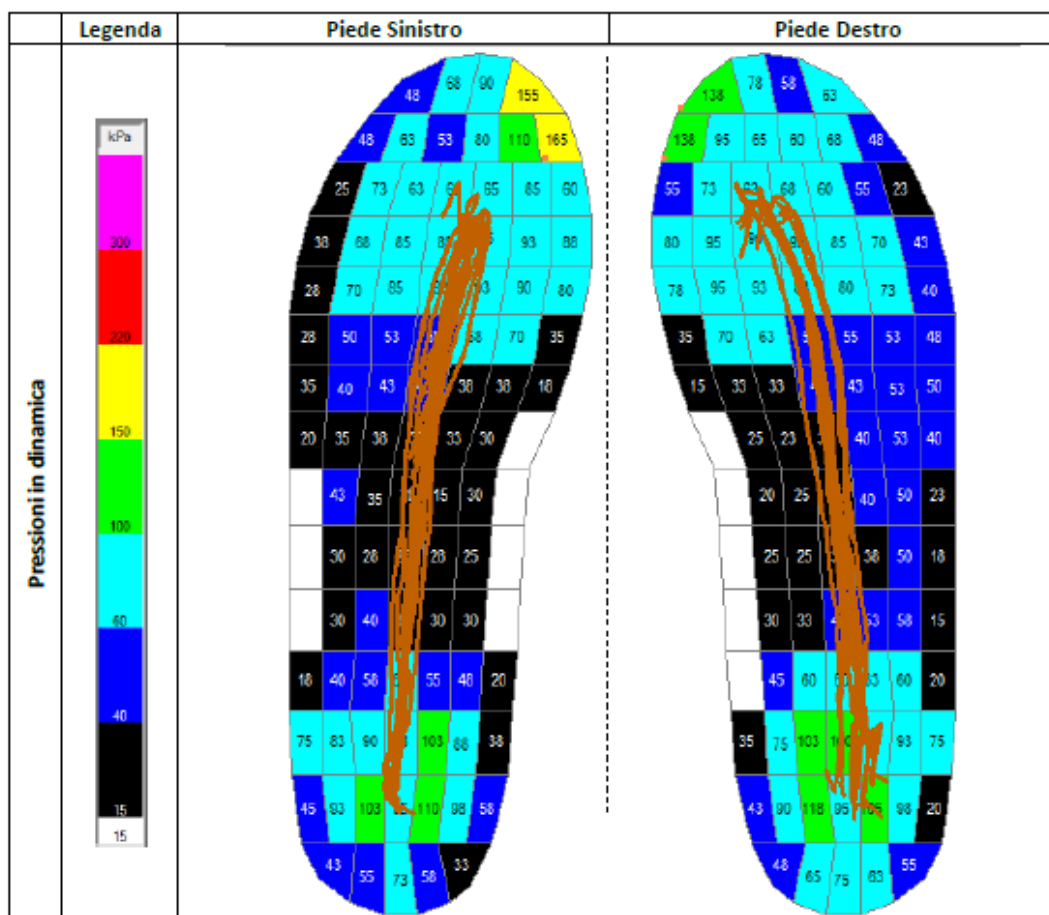 Legenda
Piede Sinistro
Piede Destro
Pressioni in dinamica
kPa
300
220
150
100
60
40
15
15
48 68 90 155
48 63 53 80 110 165
25 73 63 65 85 60
38 68 85 93 88
28 70 85 90 80
28 50 53 70 35
35 40 43 38 38 18
20 35 38 33 30
43 35 15 30
30 28 28 25
30 40 30 30
18 40 58 55 48 20
75 83 90 103 88 38
45 93 103 110 98 58
43 55 73 58 33
138 78 58 63
138 95 65 60 68 48
55 73 68 60 55 23
80 95 85 70 43
78 95 93 80 73 40
35 70 63 55 53 48
15 33 33 43 53 50
25 23 40 53 40
20 25 40 50 23
25 25 38 50 18
30 33 53 58 15
45 60 60 60 20
35 75 103 93 75
43 90 118 95 98 20
48 65 75 63 55